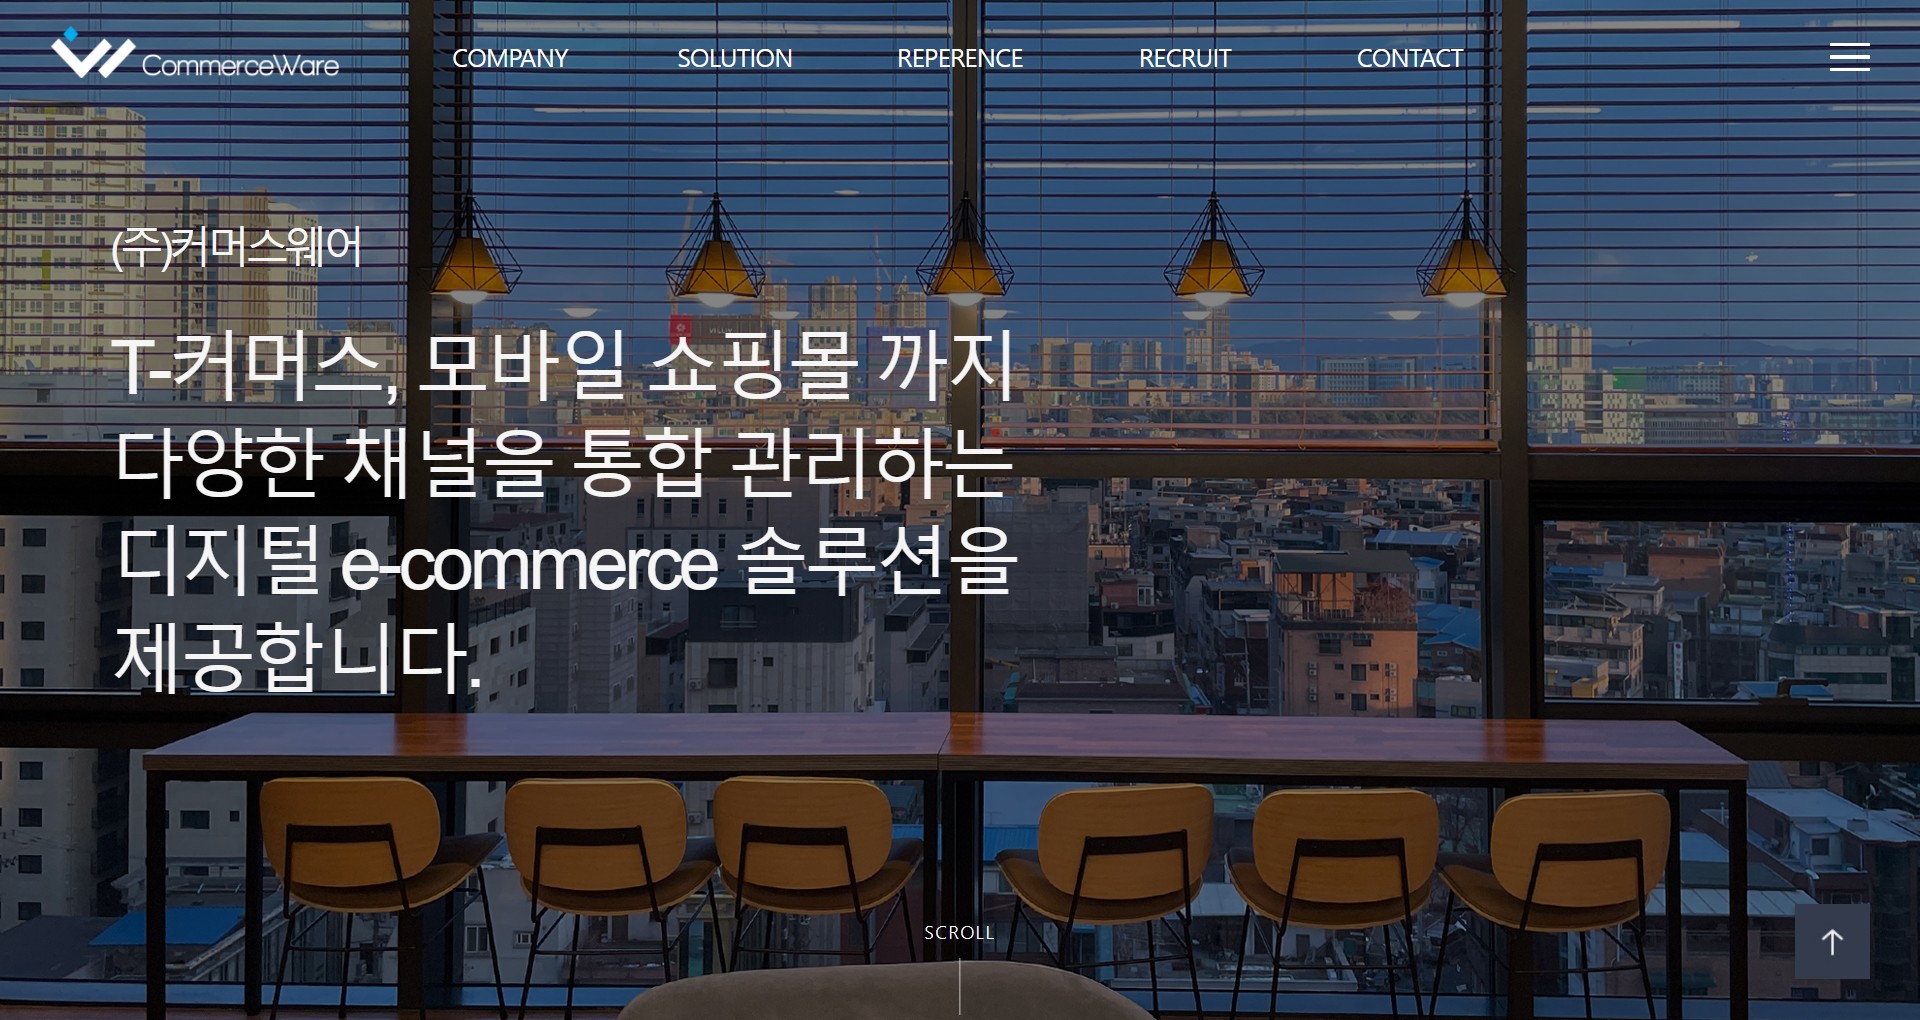 CommerceWare
COMPANY
SOLUTION
REPERENCE
RECRUIT
CONTACT
(주)커머스웨어
T-커머스, 모바일 쇼핑몰 까지
다양한 채널을 통합 관리하는
디지털 e-commerce 솔루션을
제공합니다.
SCROLL